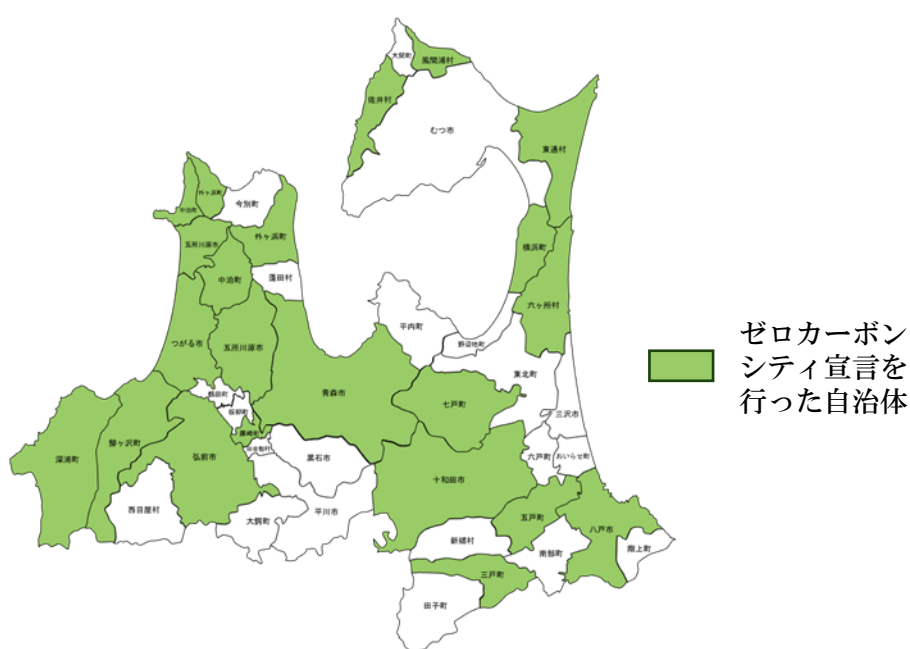 大間町
風間浦村
佐井村
むつ市
東通村
外ヶ浜町
今別町
中泊町
外ヶ浜町
五所川原市
横浜町
蓬田村
中泊町
六ヶ所村
平内町
つがる市
五所川原市
野辺地町
東北町
青森市
鶴田町
七戸町
板柳町
三沢市
藤崎町
鰺ヶ沢町
田舎館村
深浦町
弘前市
黒石市
六戸町
おいらせ町
十和田市
西目屋村
平川市
大鰐町
五戸町
八戸市
新郷村
南部町
階上町
三戸町
田子町
ゼロカーボン
シティ宣言を
行った自治体